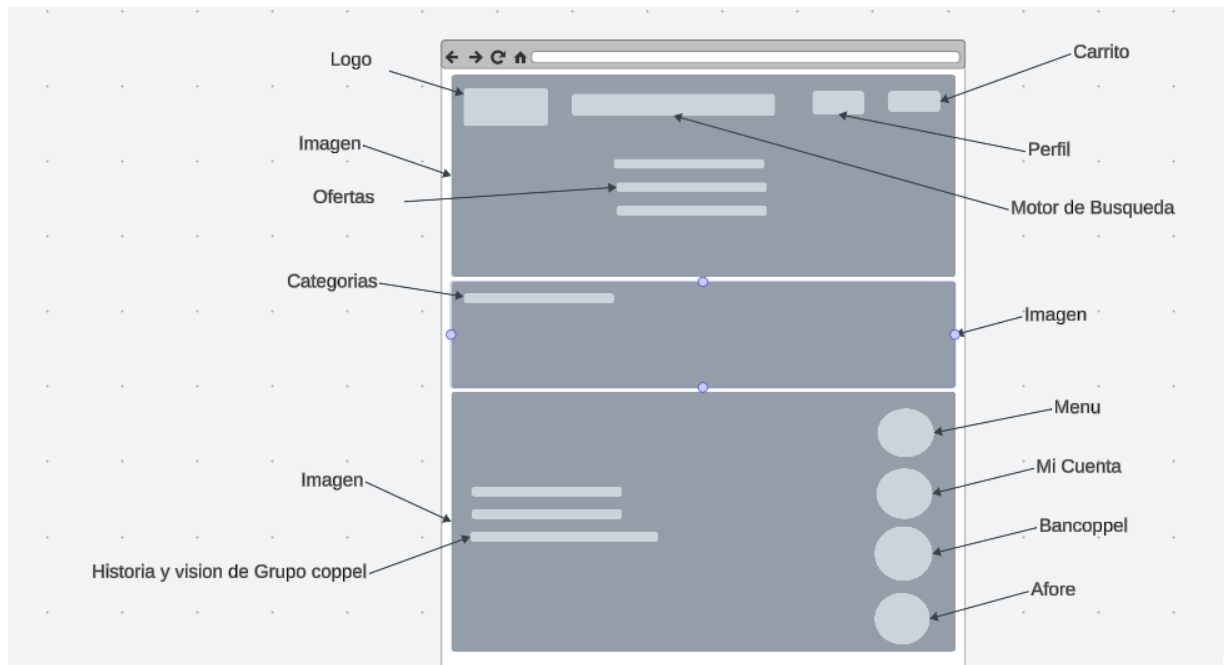 Logo
Carrito
Imagen
Perfil
Ofertas
Motor de Busqueda
Categorias
Imagen
Menu
Mi Cuenta
Imagen
Bancoppel
Historia y vision de Grupo coppel
Afore